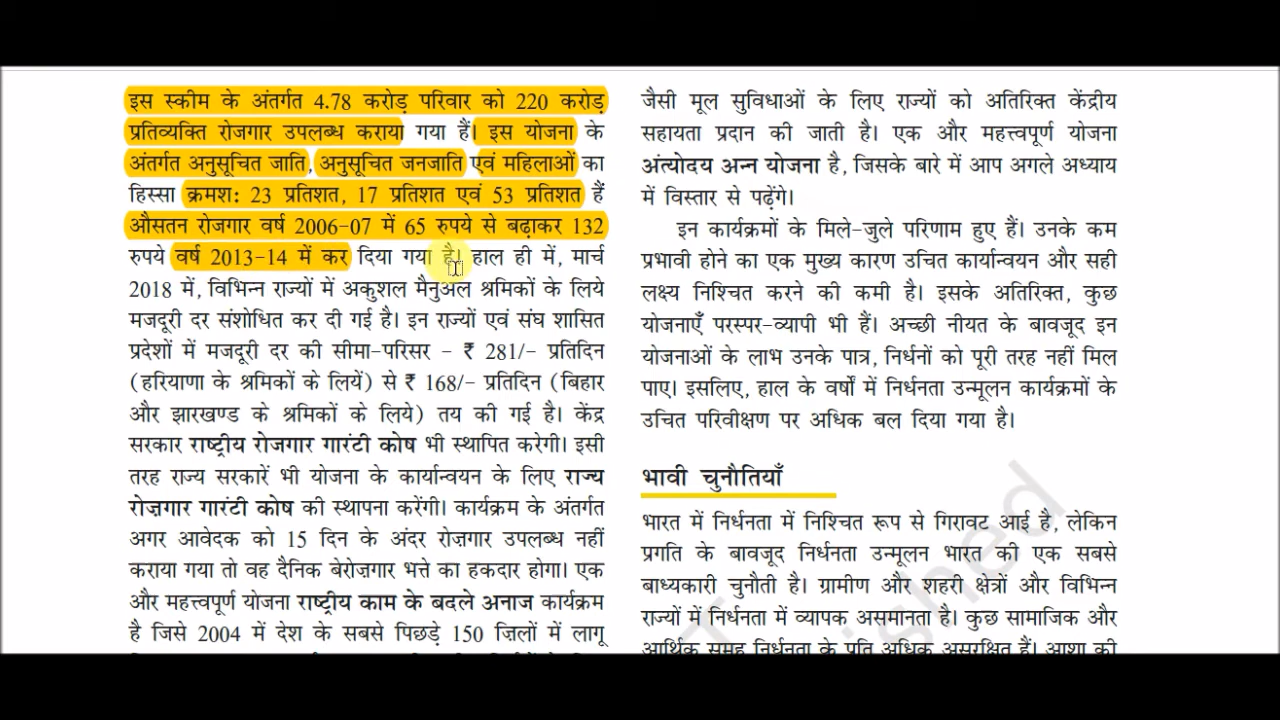 इस स्कीम के अंतर्गत 4.78 करोड़ परिवार को 220 करोड़
प्रतिव्यक्ति रोजगार उपलब्ध कराया गया हैं। इस योजना के
अंतर्गत अनुसूचित जाति, अनुसूचित जनजाति एवं महिलाओं का
हिस्सा क्रमश: 23 प्रतिशत, 17 प्रतिशत एवं 53 प्रतिशत हैं
औसतन रोजगार वर्ष 2006-07 में 65 रुपये से बढ़ाकर 132
रुपये वर्ष 2013-14 में कर दिया गया है। हाल ही में, मार्च
2018 में, विभिन्न राज्यों में अकुशल मैनुअल श्रमिकों के लिये
मजदूरी दर संशोधित कर दी गई है। इन राज्यों एवं संघ शासित
प्रदेशों में मजदूरी दर की सीमा-परिसर - ₹ 281/- प्रतिदिन
(हरियाणा के श्रमिकों के लियें) से ₹ 168/- प्रतिदिन (बिहार
और झारखण्ड के श्रमिकों के लिये) तय की गई है। केंद्र
सरकार राष्ट्रीय रोजगार गारंटी कोष भी स्थापित करेगी। इसी
तरह राज्य सरकारें भी योजना के कार्यान्वयन के लिए राज्य
रोज़गार गारंटी कोष की स्थापना करेंगी। कार्यक्रम के अंतर्गत
अगर आवेदक को 15 दिन के अंदर रोज़गार उपलब्ध नहीं
कराया गया तो वह दैनिक बेरोज़गार भत्ते का हकदार होगा। एक
और महत्त्वपूर्ण योजना राष्ट्रीय काम के बदले अनाज कार्यक्रम
है जिसे 2004 में देश के सबसे पिछड़े 150 ज़िलों में लागू
जैसी मूल सुविधाओं के लिए राज्यों को अतिरिक्त केंद्रीय
सहायता प्रदान की जाती है। एक और महत्त्वपूर्ण योजना
अंत्योदय अन्न योजना है, जिसके बारे में आप अगले अध्याय
में विस्तार से पढ़ेंगे।
इन कार्यक्रमों के मिले-जुले परिणाम हुए हैं। उनके कम
प्रभावी होने का एक मुख्य कारण उचित कार्यान्वयन और सही
लक्ष्य निश्चित करने की कमी है। इसके अतिरिक्त, कुछ
योजनाएँ परस्पर-व्यापी भी हैं। अच्छी नीयत के बावजूद इन
योजनाओं के लाभ उनके पात्र, निर्धनों को पूरी तरह नहीं मिल
पाए। इसलिए, हाल के वर्षों में निर्धनता उन्मूलन कार्यक्रमों के
उचित परिवीक्षण पर अधिक बल दिया गया है।
भावी चुनौतियाँ
भारत में निर्धनता में निश्चित रूप से गिरावट आई है, लेकिन
प्रगति के बावजूद निर्धनता उन्मूलन भारत की एक सबसे
बाध्यकारी चुनौती है। ग्रामीण और शहरी क्षेत्रों और विभिन्न
राज्यों में निर्धनता में व्यापक असमानता है। कुछ सामाजिक और
आर्थिक समूह निर्धनता के प्रति अधिक असुरक्षित हैं। आशा की